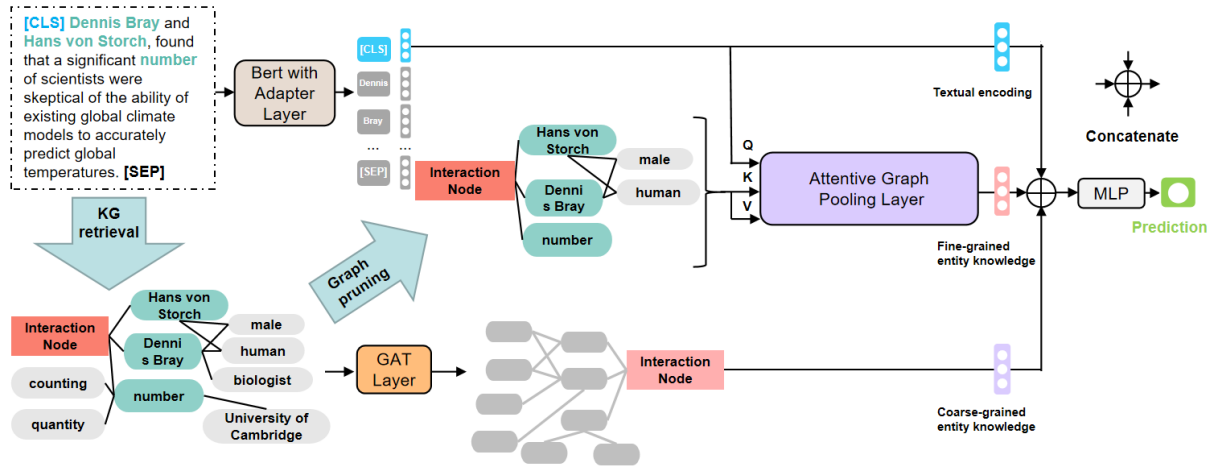 [CLS] Dennis Bray and
Hans von Storch, found
that a significant number
of scientists were
skeptical of the ability of
existing global climate
models to accurately
predict global
temperatures. [SEP]
Bert with
Adapter
Layer
[CLS]
Dennis
Bray
...
...
[SEP]
Textual encoding
Concatenate
KG
retrieval
Graph
pruning
Interaction
Node
Hans von
Storch
Denni
s Bray
number
male
human
Q
K
V
Attentive Graph
Pooling Layer
Fine-grained
entity knowledge
MLP
Prediction
Interaction
Node
counting
quantity
Hans von
Storch
Denni
s Bray
number
male
human
biologist
University of
Cambridge
GAT
Layer
Interaction
Node
Coarse-grained
entity knowledge